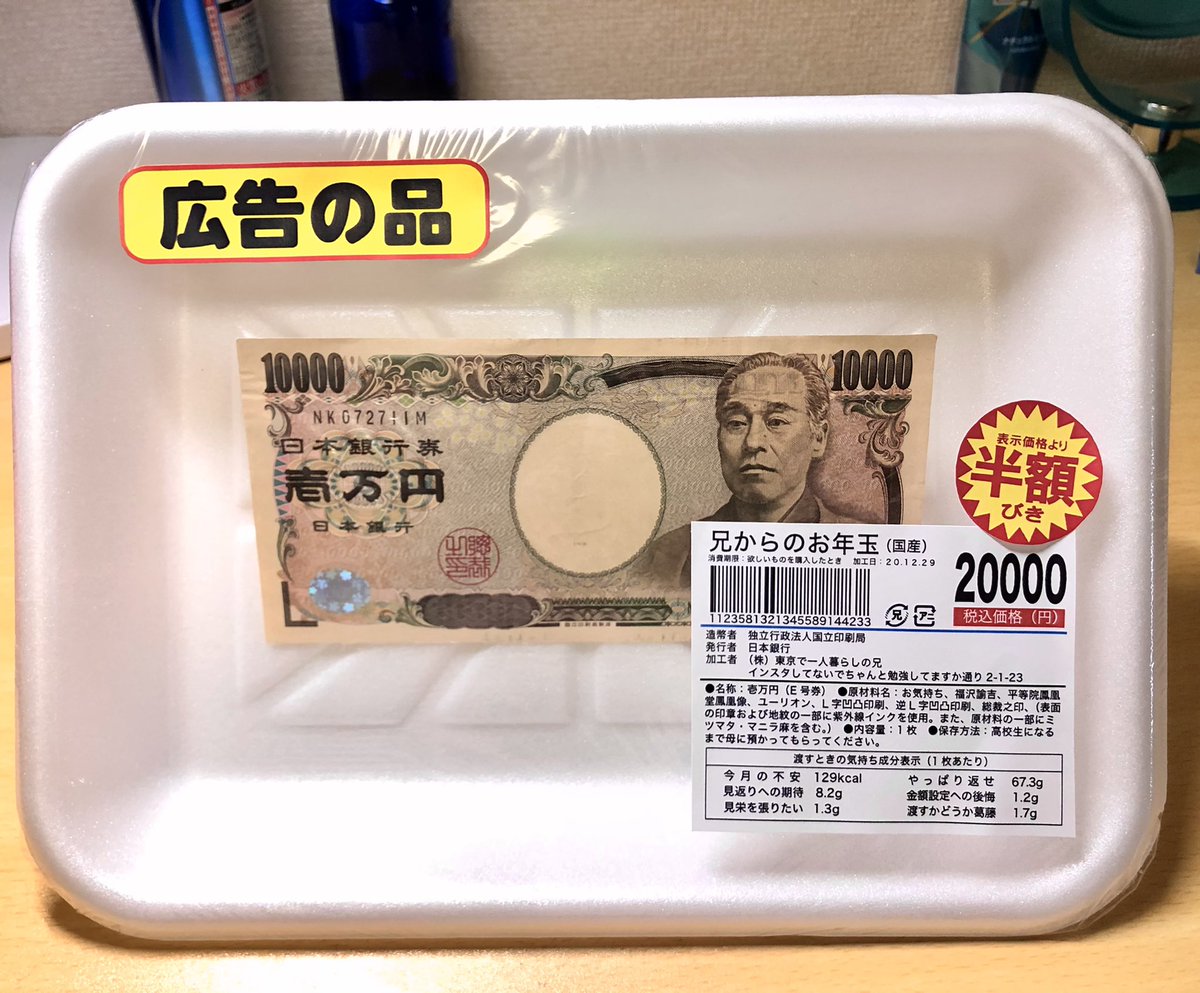 ナチュラル
広告の品
10000
10000
NK072711M
日本銀行券
壱万円
日本銀行
表示価格より
半額
びき
兄からのお年玉(国産)
消費期限:欲しいものを購入したとき 加工日:20.12.29
20000
税込価格(円)
112358132134558914 4233
兄 アニ
造幣者 独立行政法人国立印刷局
発行者 日本銀行
加工者 (株)東京で一人暮らしの兄
インスタしてないでちゃんと勉強してますか通り2-1-23
●名称:壱万円(E号券) ●原材料名:お気持ち、福沢諭吉、平等院鳳凰
堂鳳凰像、ユーリオン、L字凹凸印刷、逆L字凹凸印刷、総裁之印、(表面
の印章および地紋の一部に紫外線インクを使用。また、原材料の一部にミ
ツマタ・マニラ麻を含む。) ●内容量:1枚 ●保存方法:高校生になる
まで母に預かってもらってください。
渡すときの気持ち成分表示(1枚あたり)
今月の不安 129kcal やっぱり返せ 67.3g
見返りへの期待 8.2g 金額設定への後悔 1.2g
見栄を張りたい 1.3g 渡すかどうか葛藤 1.7g